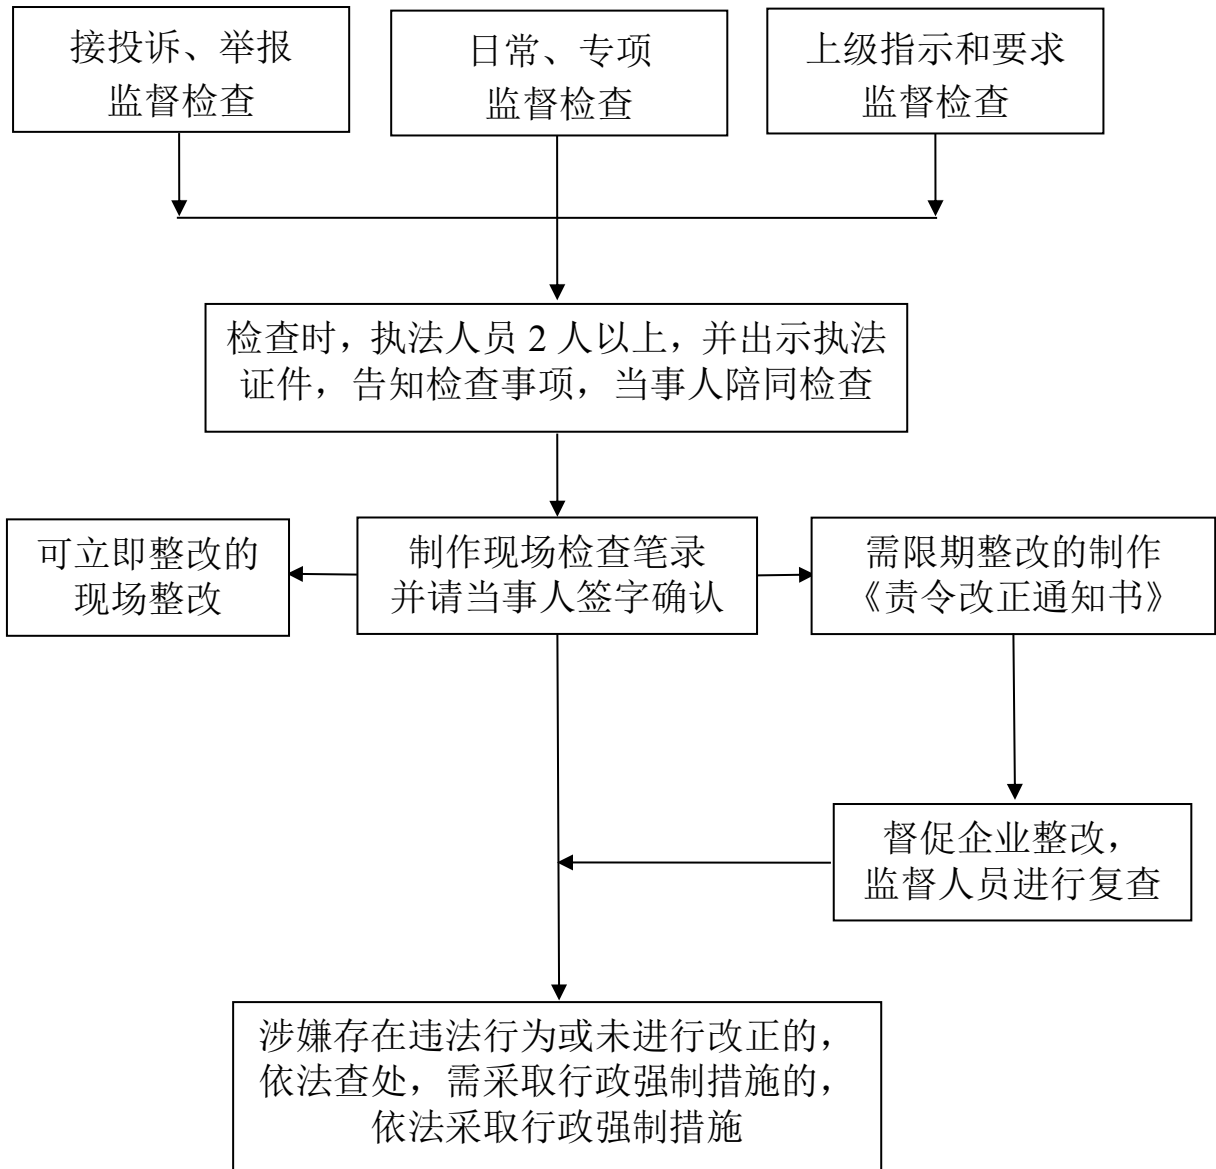 接投诉、举报
监督检查
日常、专项
监督检查
上级指示和要求
监督检查
检查时，执法人员 2 人以上，并出示执法
证件，告知检查事项，当事人陪同检查
可立即整改的
现场整改
制作现场检查笔录
并请当事人签字确认
需限期整改的制作
《责令改正通知书》
督促企业整改，
监督人员进行复查
涉嫌存在违法行为或未进行改正的，
依法查处，需采取行政强制措施的，
依法采取行政强制措施